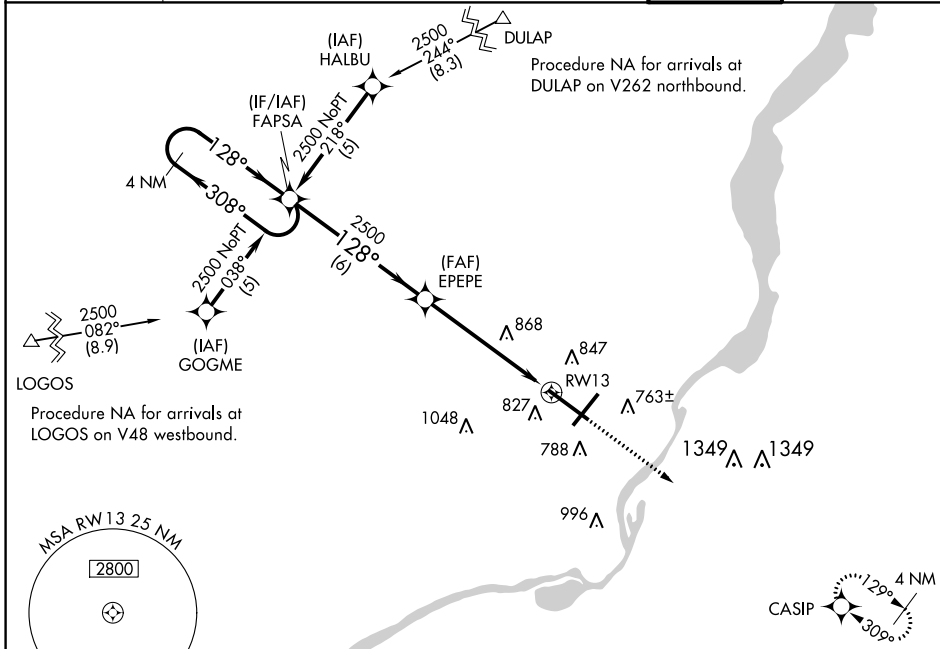 (IAF)
HALBU
2500
244°
(8.3)
DULAP
Procedure NA for arrivals at
DULAP on V262 northbound.
(IF/IAF)
FAPSA
2500 NoPT
218°
(5)
128°
4 NM
308°
2500
128°
(6)
2500 NoPT
038°
(5)
(FAF)
EPEPE
2500
082°
(8.9)
LOGOS
(IAF)
GOGME
868
847
RW13
763±
827
1048
788
1349
1349
996
Procedure NA for arrivals at
LOGOS on V48 westbound.
MSA RW13 25 NM
2800
CASIP
129°
4 NM
309°